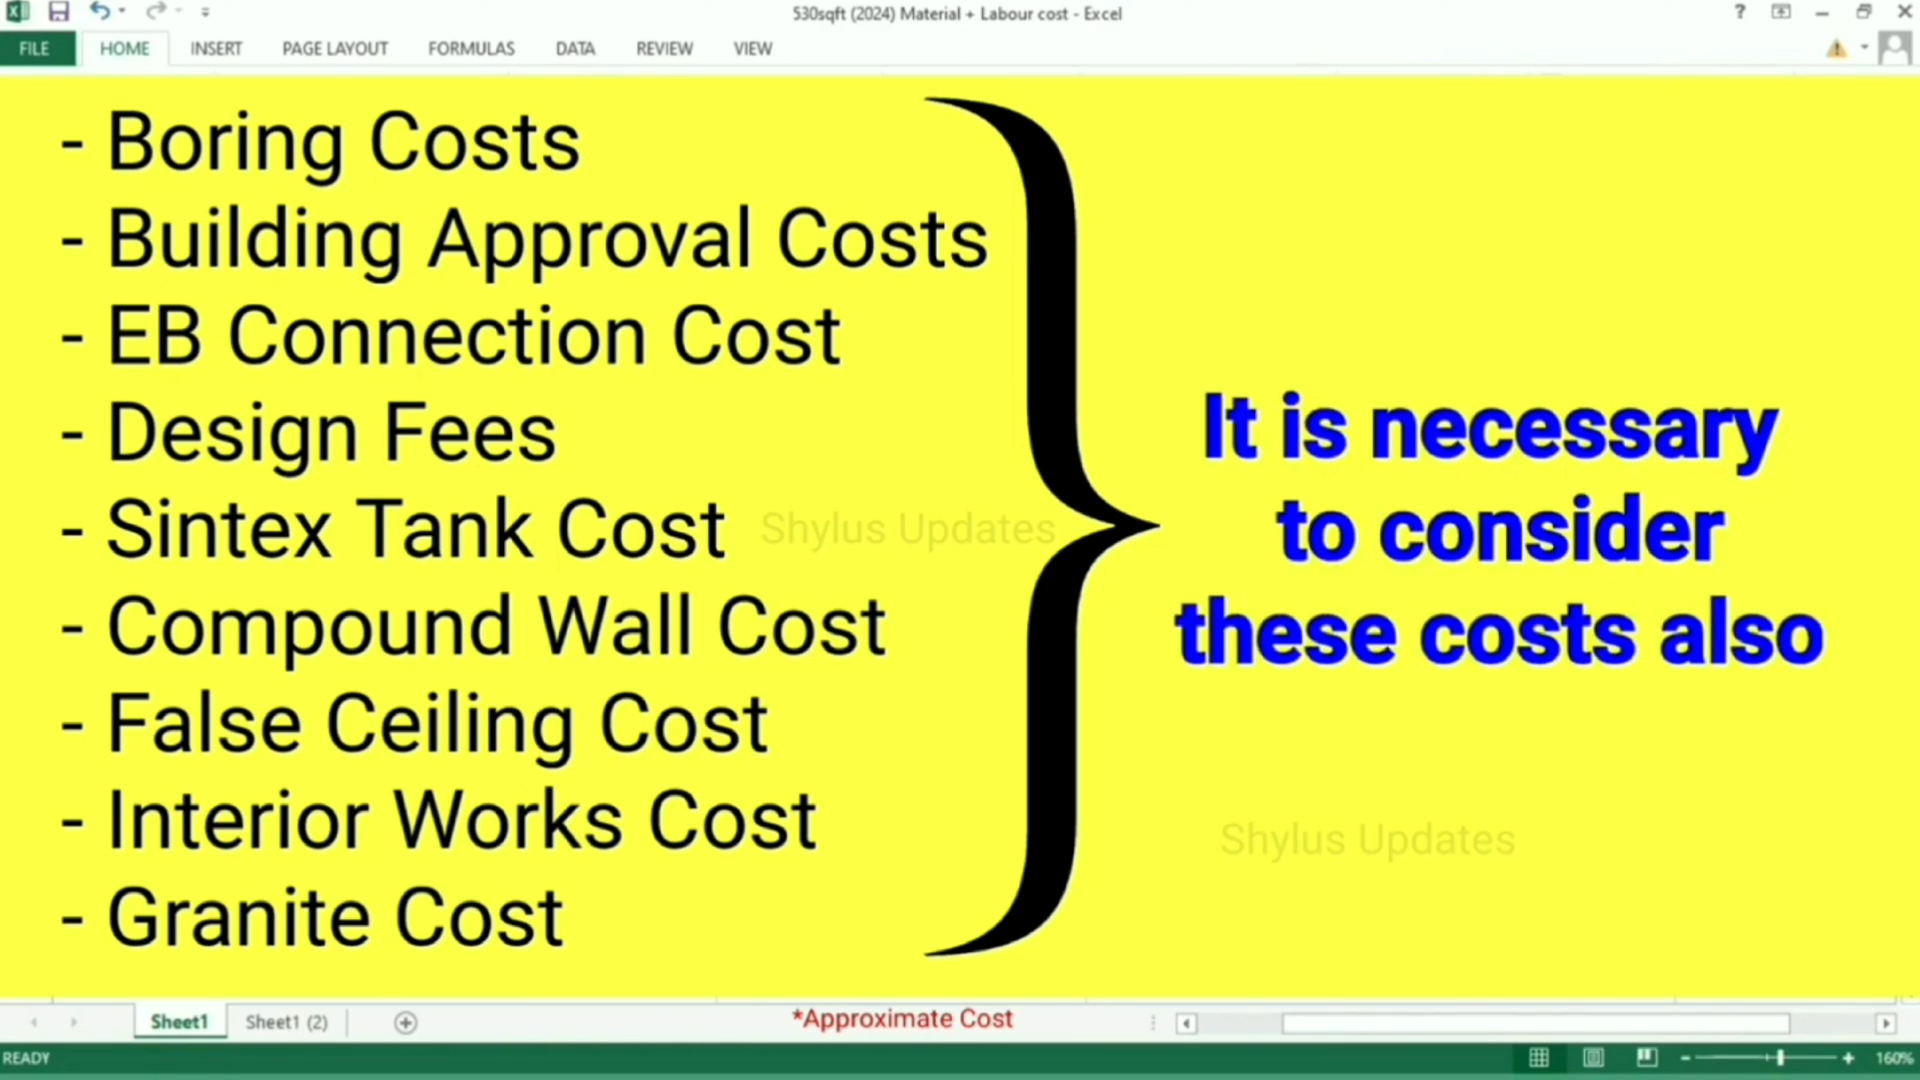 530sqft (2024) Material + Labour cost - Excel
FILE HOME INSERT PAGE LAYOUT FORMULAS DATA REVIEW VIEW
- Boring Costs
- Building Approval Costs
- EB Connection Cost
- Design Fees
- Sintex Tank Cost
- Compound Wall Cost
- False Ceiling Cost
- Interior Works Cost
- Granite Cost
It is necessary
to consider
these costs also
Shylus Updates
Shylus Updates
Sheet1 Sheet1 (2) *Approximate Cost
READY 160%